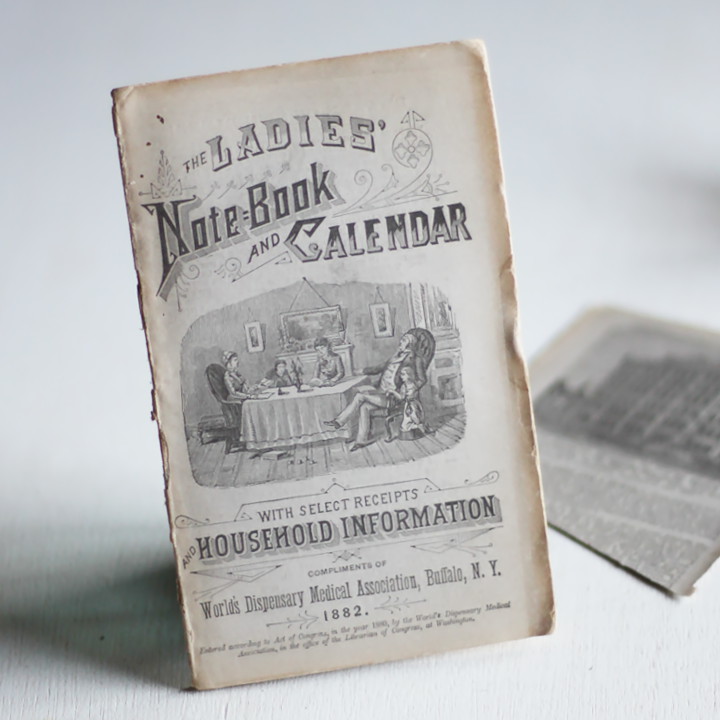 THE LADIES'
NOTE-BOOK
AND CALENDAR
WITH SELECT RECEIPTS
AND HOUSEHOLD INFORMATION
COMPLIMENTS OF
World's Dispensary Medical Association, Buffalo, N. Y.
1882.
Entered according to Act of Congress, in the year 1880, by the World's Dispensary Medical
Association, in the office of the Librarian of Congress, at Washington.